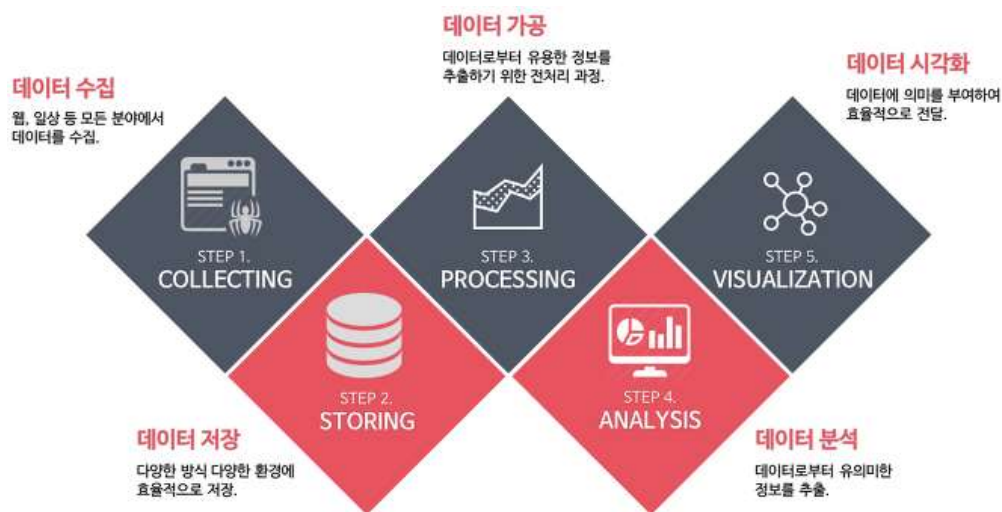 데이터 수집
웹, 일상 등 모든 분야에서
데이터를 수집.
STEP 1.
COLLECTING
데이터 저장
다양한 방식 다양한 환경에
효율적으로 저장.
STEP 2.
STORING
데이터 가공
데이터로부터 유용한 정보를
추출하기 위한 전처리 과정.
STEP 3.
PROCESSING
데이터 분석
데이터로부터 유의미한
정보를 추출.
STEP 4.
ANALYSIS
데이터 시각화
데이터에 의미를 부여하여
효율적으로 전달.
STEP 5.
VISUALIZATION